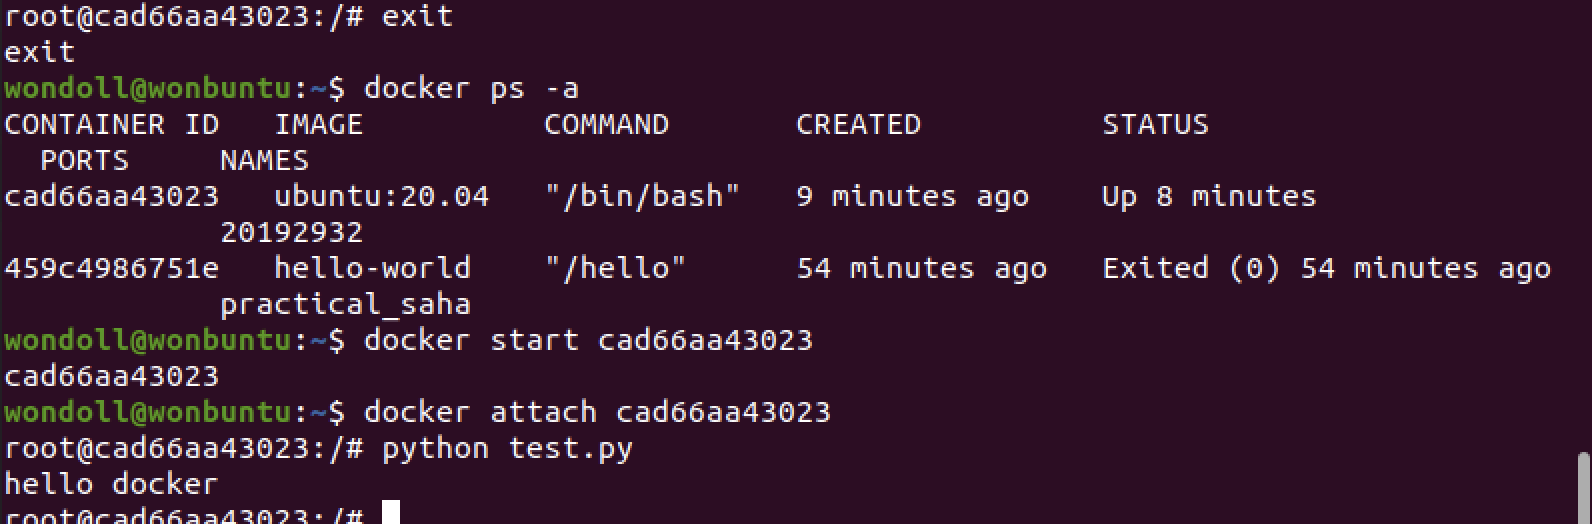 root@cad66aa43023:/# exit
exit
wondoll@wonbuntu:~$ docker ps -a
CONTAINER ID   IMAGE          COMMAND       CREATED          STATUS
  PORTS     NAMES
cad66aa43023   ubuntu:20.04   "/bin/bash"   9 minutes ago    Up 8 minutes
            20192932
459c4986751e   hello-world    "/hello"      54 minutes ago   Exited (0) 54 minutes ago
            practical_saha
wondoll@wonbuntu:~$ docker start cad66aa43023
cad66aa43023
wondoll@wonbuntu:~$ docker attach cad66aa43023
root@cad66aa43023:/# python test.py
hello docker
root@cad66aa43023:/#